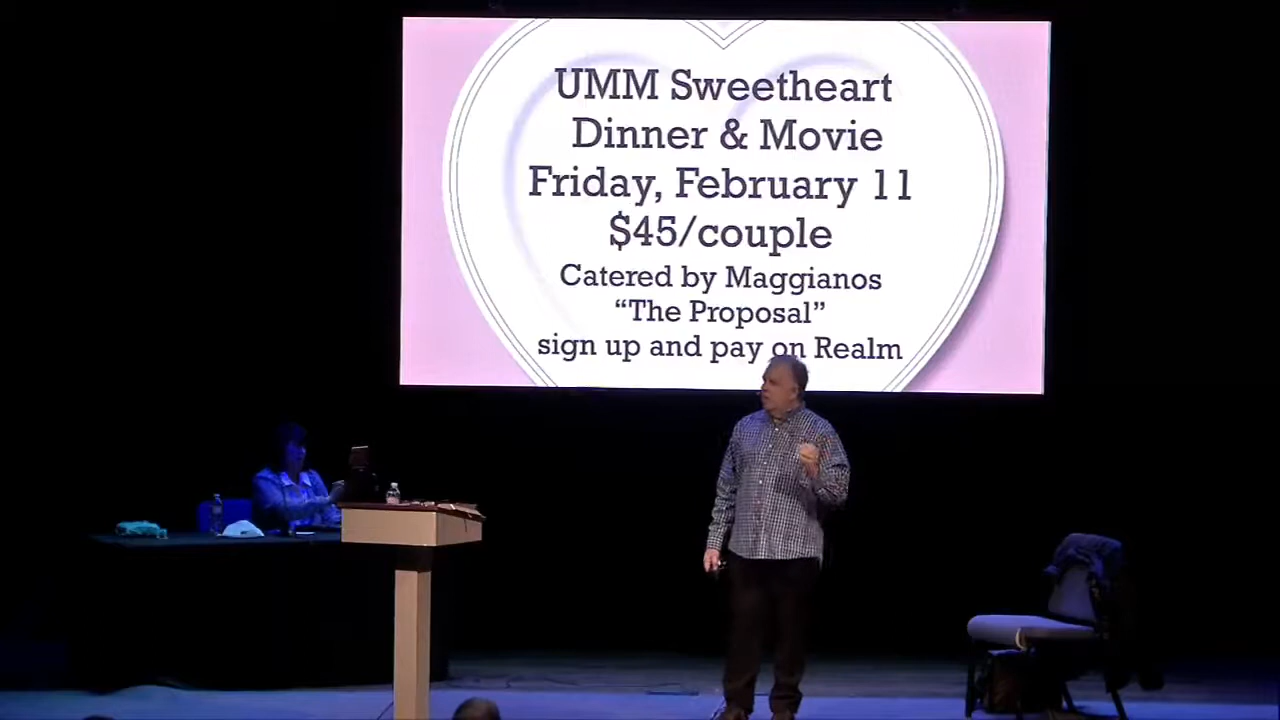 UMM Sweetheart
Dinner & Movie
Friday, February 11
$45/couple
Catered by Maggianos
“The Proposal”
sign up and pay on Realm